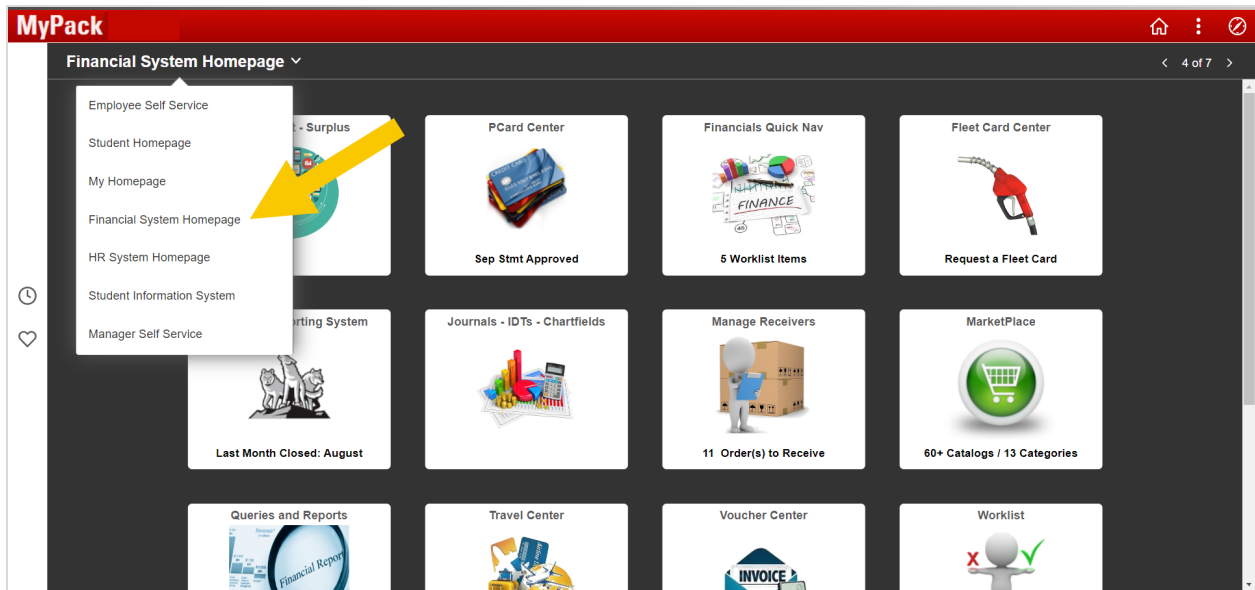 MyPack
Financial System Homepage
4 of 7
Employee Self Service
Student Homepage
My Homepage
Financial System Homepage
HR System Homepage
Student Information System
Manager Self Service
t - Surplus
PCard Center
Financials Quick Nav
Fleet Card Center
CREDIT CARD
FINANCE
Sep Stmt Approved
5 Worklist Items
Request a Fleet Card
rting System
Journals - IDTs - Chartfields
Manage Receivers
MarketPlace
Last Month Closed: August
11 Order(s) to Receive
60+ Catalogs / 13 Categories
Queries and Reports
Travel Center
Voucher Center
Worklist
Financial Report
INVOICE